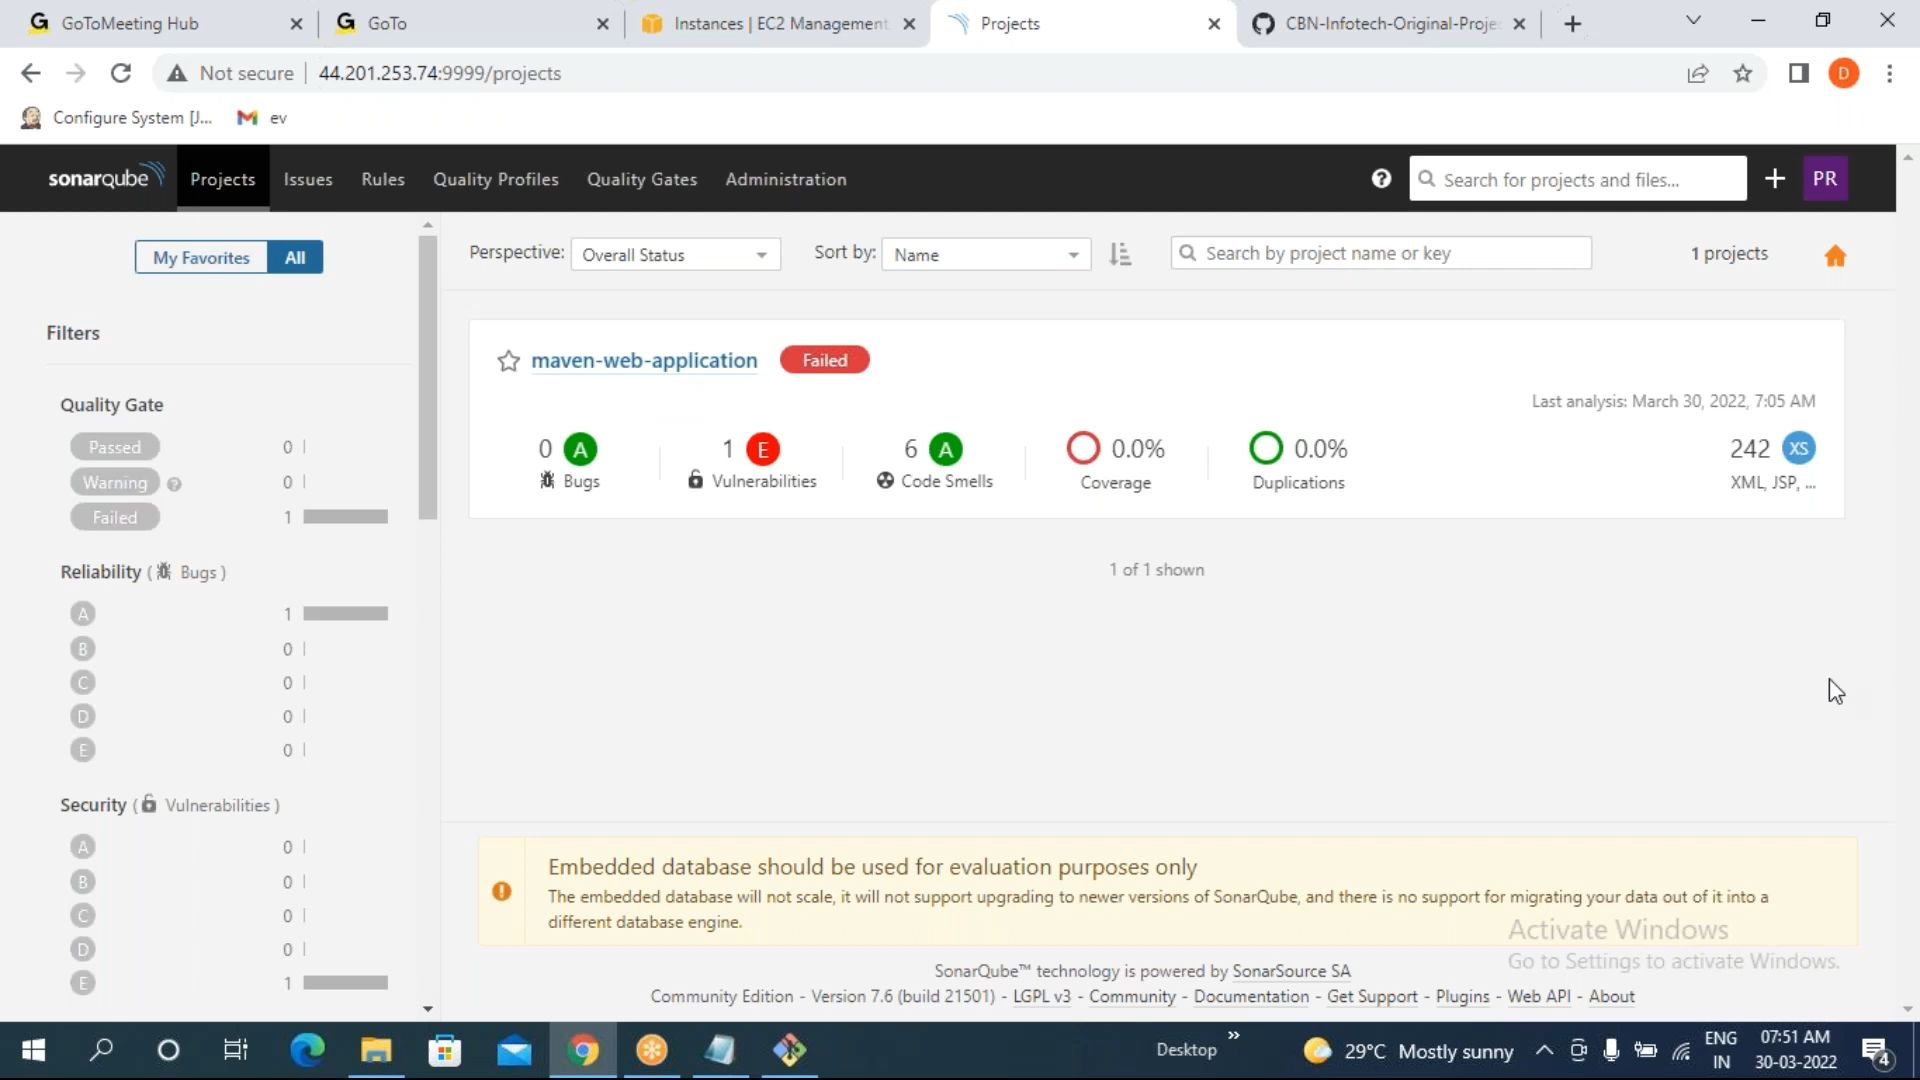 GoToMeeting Hub
GoTo
Instances | EC2 Management
Projects
CBN-Infotech-Original-Proje
Not secure
44.201.253.74:9999/projects
Configure System [J...
ev
sonarqube
Projects
Issues
Rules
Quality Profiles
Quality Gates
Administration
Search for projects and files...
PR
My Favorites
All
Perspective:
Overall Status
Sort by:
Name
Search by project name or key
1 projects
Filters
Quality Gate
Passed 0
Warning ? 0
Failed 1
Reliability ( Bugs )
A 1
B 0
C 0
D 0
E 0
Security ( Vulnerabilities )
A 0
B 0
C 0
D 0
E 1
maven-web-application
Failed
Last analysis: March 30, 2022, 7:05 AM
0 A
Bugs
1 E
Vulnerabilities
6 A
Code Smells
0.0%
Coverage
0.0%
Duplications
242 XS
XML, JSP, ...
1 of 1 shown
Embedded database should be used for evaluation purposes only
The embedded database will not scale, it will not support upgrading to newer versions of SonarQube, and there is no support for migrating your data out of it into a
different database engine.
Activate Windows
Go to Settings to activate Windows.
SonarQube™ technology is powered by SonarSource SA
Community Edition - Version 7.6 (build 21501) - LGPL v3 - Community - Documentation - Get Support - Plugins - Web API - About
Desktop
29°C Mostly sunny
ENG
IN
07:51 AM
30-03-2022
4
D